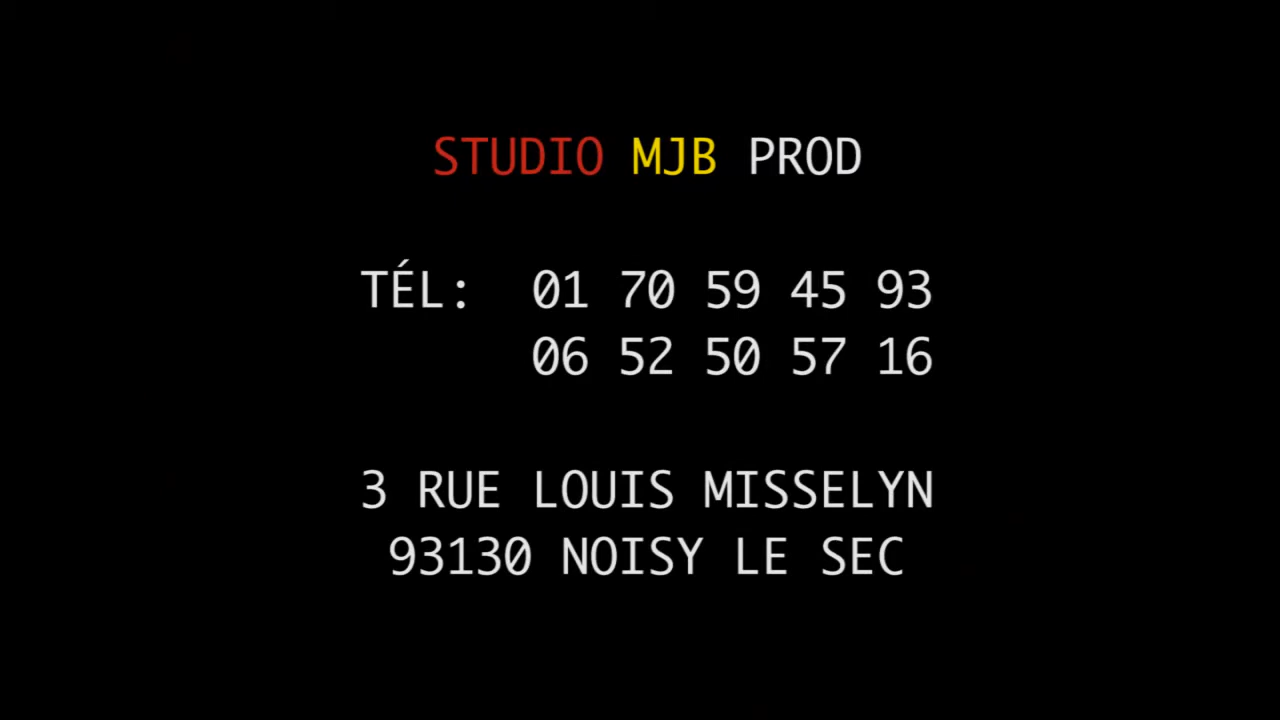 STUDIO MJB PROD
TÉL: 01 70 59 45 93
06 52 50 57 16
3 RUE LOUIS MISSELYN
93130 NOISY LE SEC